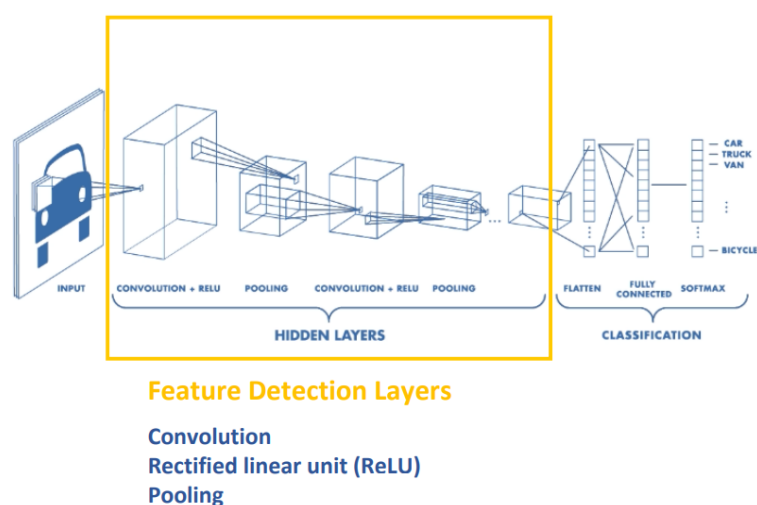 CAR
TRUCK
VAN
BICYCLE
INPUT
CONVOLUTION + RELU
POOLING
CONVOLUTION + RELU
POOLING
FLATTEN
FULLY
CONNECTED
SOFTMAX
HIDDEN LAYERS
CLASSIFICATION
Feature Detection Layers
Convolution
Rectified linear unit (ReLU)
Pooling